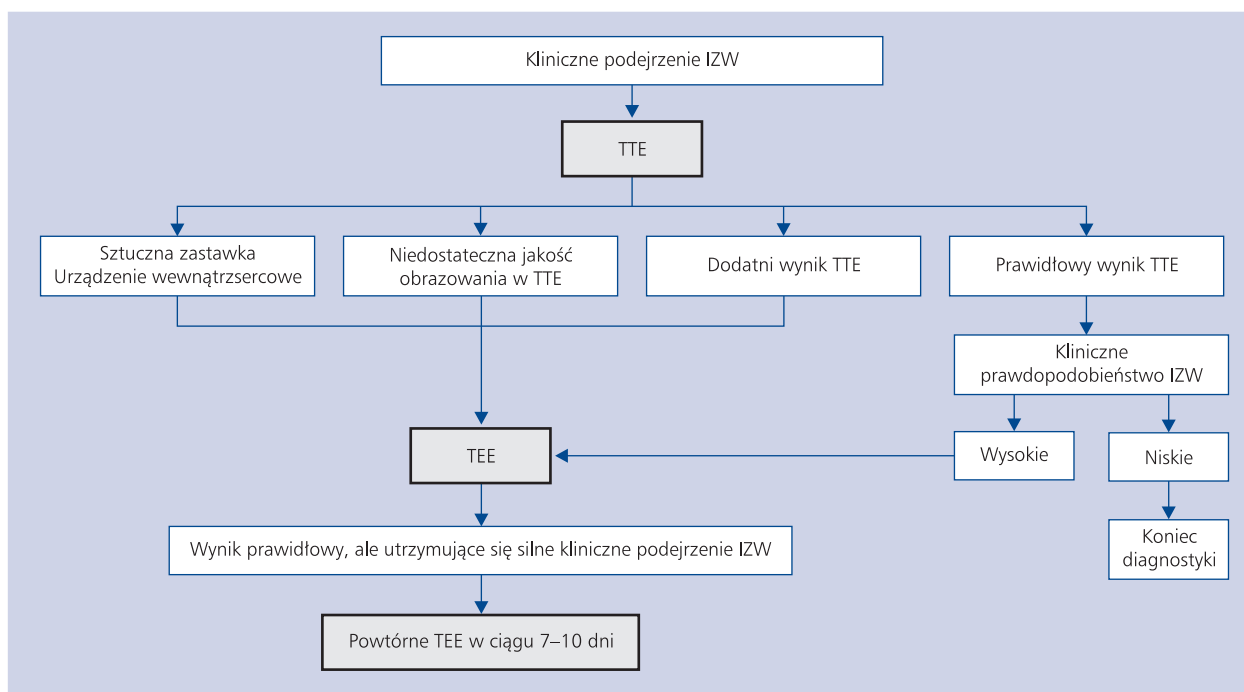 Kliniczne podejrzenie IZW
TTE
Sztuczna zastawka
Urządzenie wewnątrzsercowe
Niedostateczna jakość
obrazowania w TTE
Dodatni wynik TTE
Prawidłowy wynik TTE
Kliniczne
prawdopodobieństwo IZW
TEE
Wysokie
Niskie
Wynik prawidłowy, ale utrzymujące się silne kliniczne podejrzenie IZW
Koniec
diagnostyki
Powtórne TEE w ciągu 7–10 dni